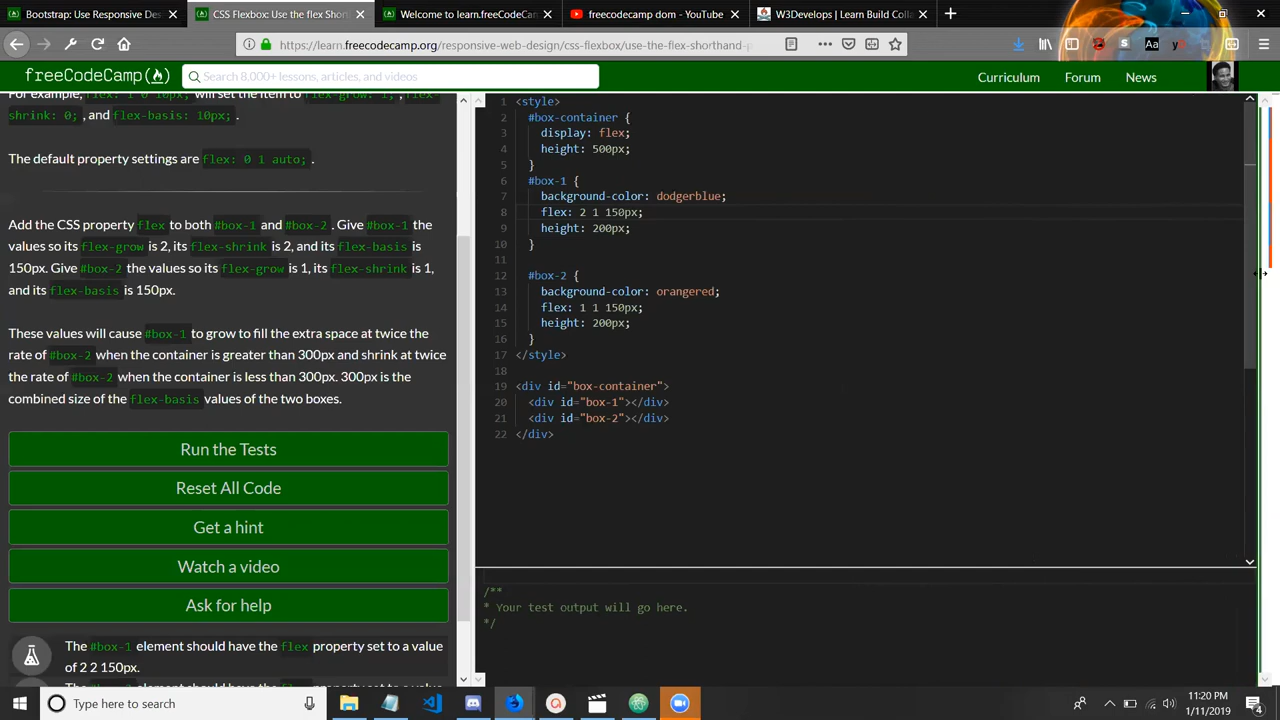 Bootstrap: Use Responsive Des
CSS Flexbox: Use the flex Short
Welcome to learn.freeCodeCam
freecodecamp dom - YouTube
W3Develops | Learn Build Collab
https://learn.freecodecamp.org/responsive-web-design/css-flexbox/use-the-flex-shorthand-p
freeCodeCamp
Search 8,000+ lessons, articles, and videos
Curriculum Forum News
For example, flex: 1 0 10px; will set the item to flex-grow: 1; , flex-
shrink: 0; , and flex-basis: 10px; .
The default property settings are flex: 0 1 auto; .
Add the CSS property flex to both #box-1 and #box-2 . Give #box-1 the
values so its flex-grow is 2, its flex-shrink is 2, and its flex-basis is
150px. Give #box-2 the values so its flex-grow is 1, its flex-shrink is 1,
and its flex-basis is 150px.
These values will cause #box-1 to grow to fill the extra space at twice the
rate of #box-2 when the container is greater than 300px and shrink at twice
the rate of #box-2 when the container is less than 300px. 300px is the
combined size of the flex-basis values of the two boxes.
Run the Tests
Reset All Code
Get a hint
Watch a video
Ask for help
The #box-1 element should have the flex property set to a value
of 2 2 150px.
1 <style>
2 #box-container {
3 display: flex;
4 height: 500px;
5 }
6 #box-1 {
7 background-color: dodgerblue;
8 flex: 2 1 150px;
9 height: 200px;
10 }
11
12 #box-2 {
13 background-color: orangered;
14 flex: 1 1 150px;
15 height: 200px;
16 }
17 </style>
18
19 <div id="box-container">
20 <div id="box-1"></div>
21 <div id="box-2"></div>
22 </div>
/**
* Your test output will go here.
*/
Type here to search
11:20 PM
1/11/2019